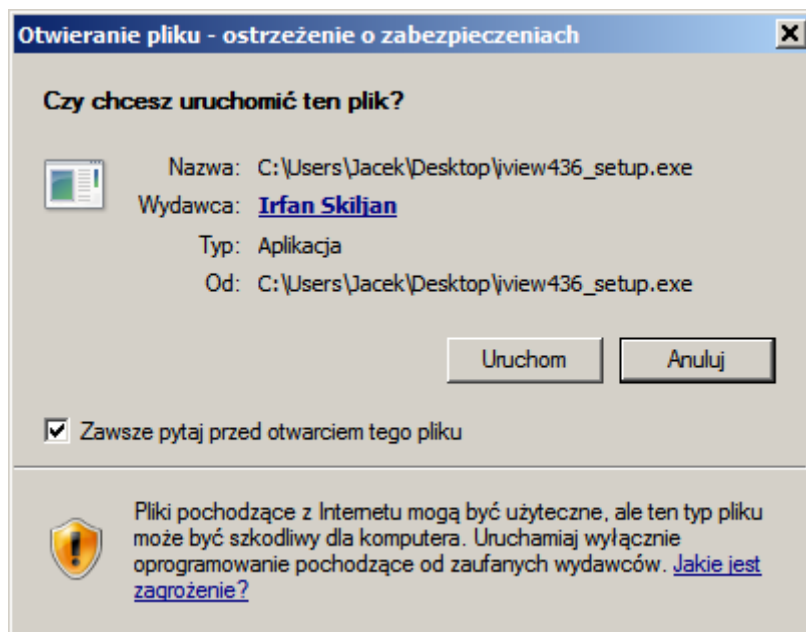 Otwieranie pliku - ostrzeżenie o zabezpieczeniach
Czy chcesz uruchomić ten plik?
Nazwa: C:\Users\Jacek\Desktop\iview436_setup.exe
Wydawca: Irfan Skiljan
Typ: Aplikacja
Od: C:\Users\Jacek\Desktop\iview436_setup.exe
Uruchom Anuluj
Zawsze pytaj przed otwarciem tego pliku
Pliki pochodzące z Internetu mogą być użyteczne, ale ten typ pliku
może być szkodliwy dla komputera. Uruchamiaj wyłącznie
oprogramowanie pochodzące od zaufanych wydawców. Jakie jest
zagrożenie?